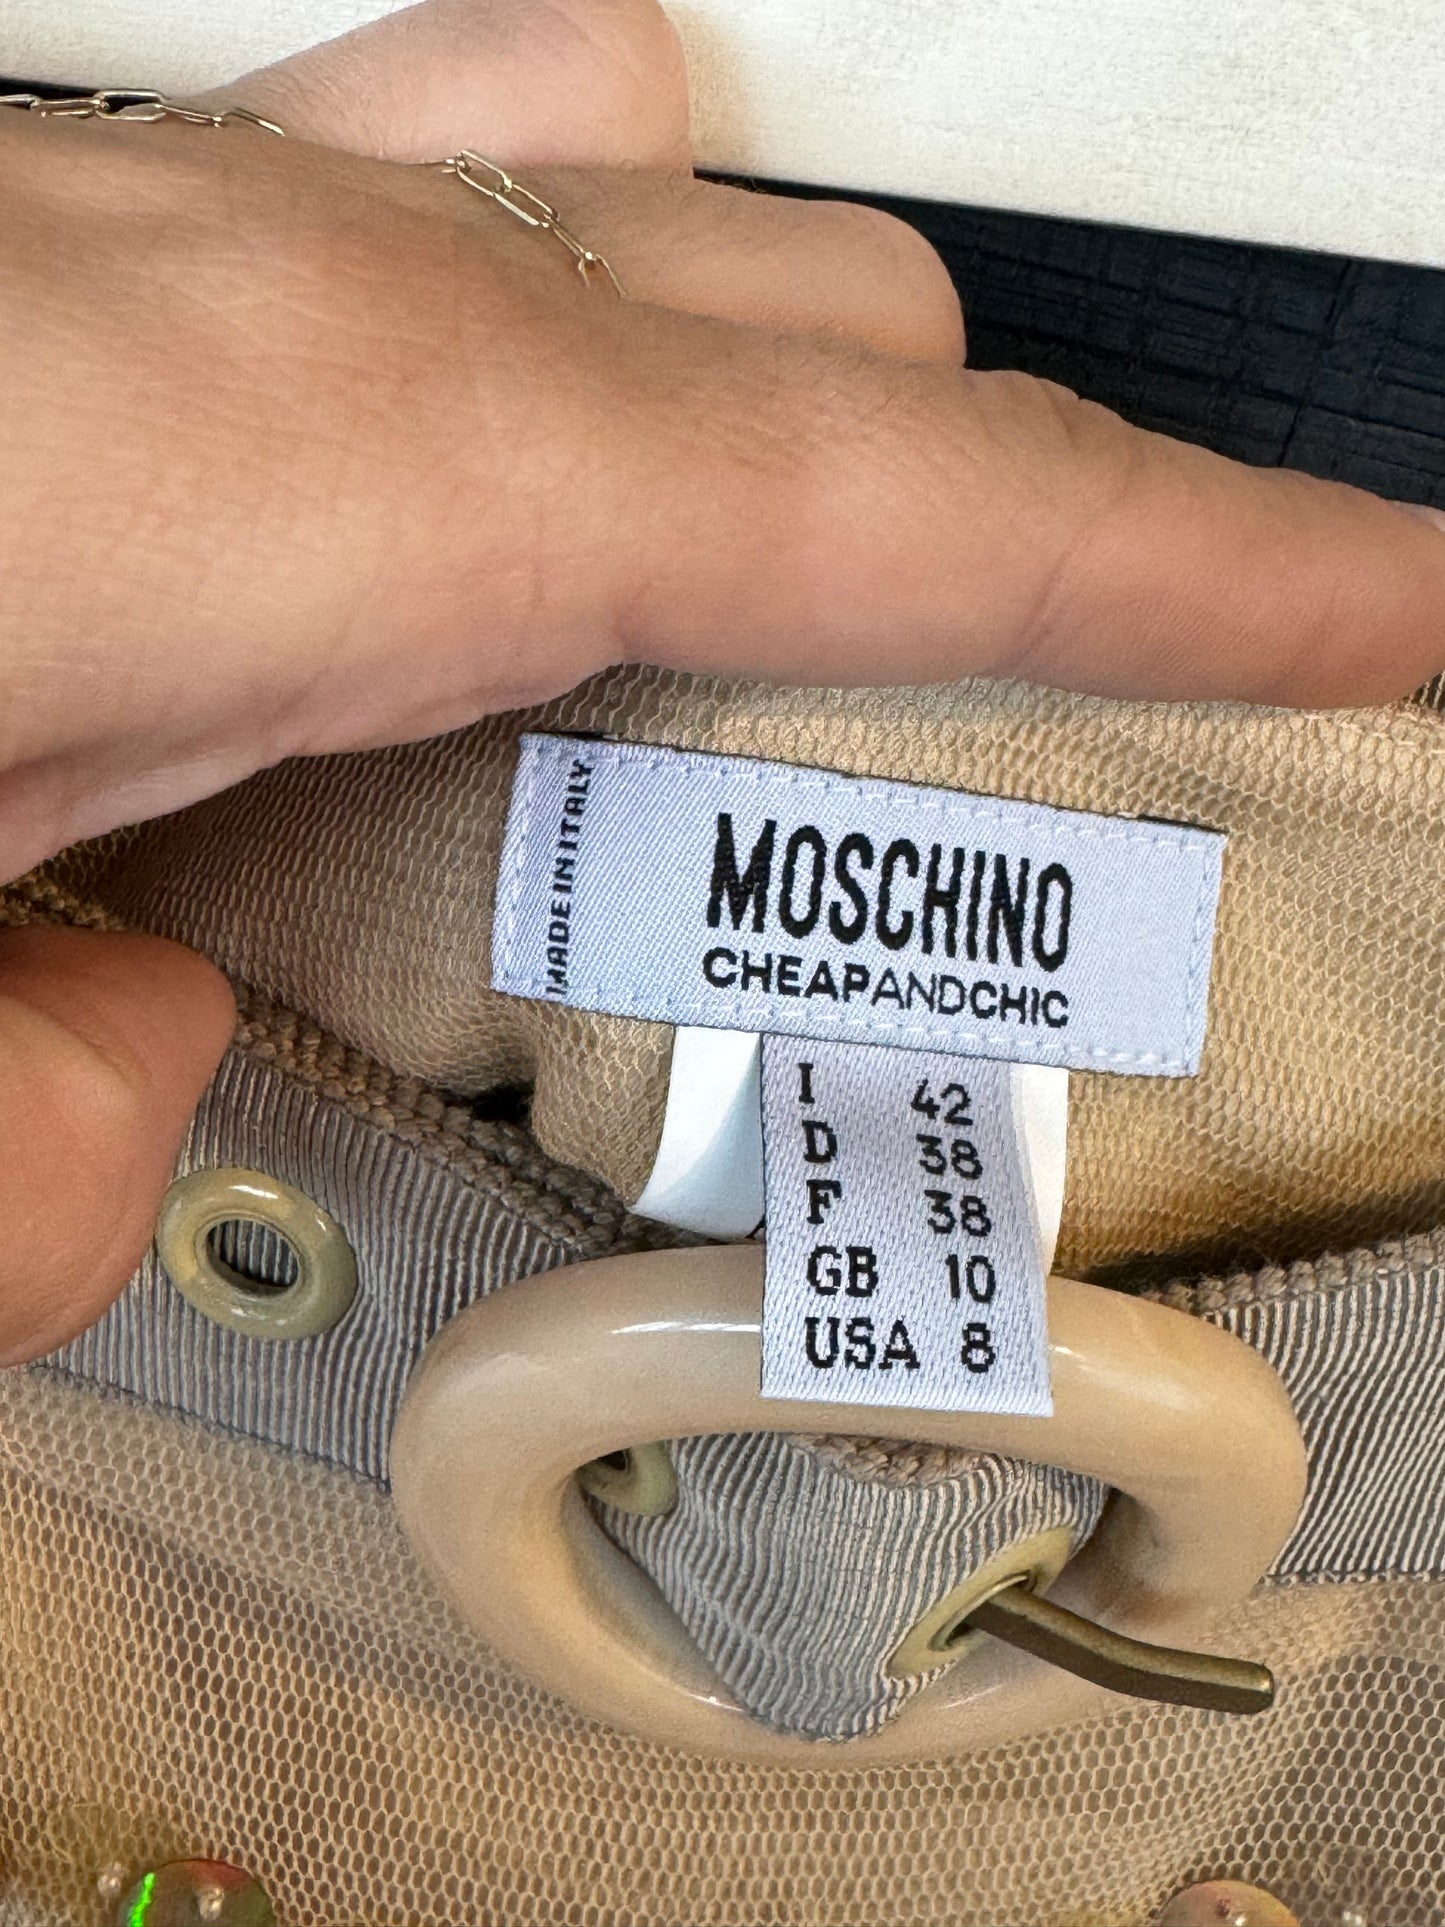 MADE IN ITALY
MOSCHINO
CHEAPANDCHIC
I 42
D 38
F 38
GB 10
USA 8